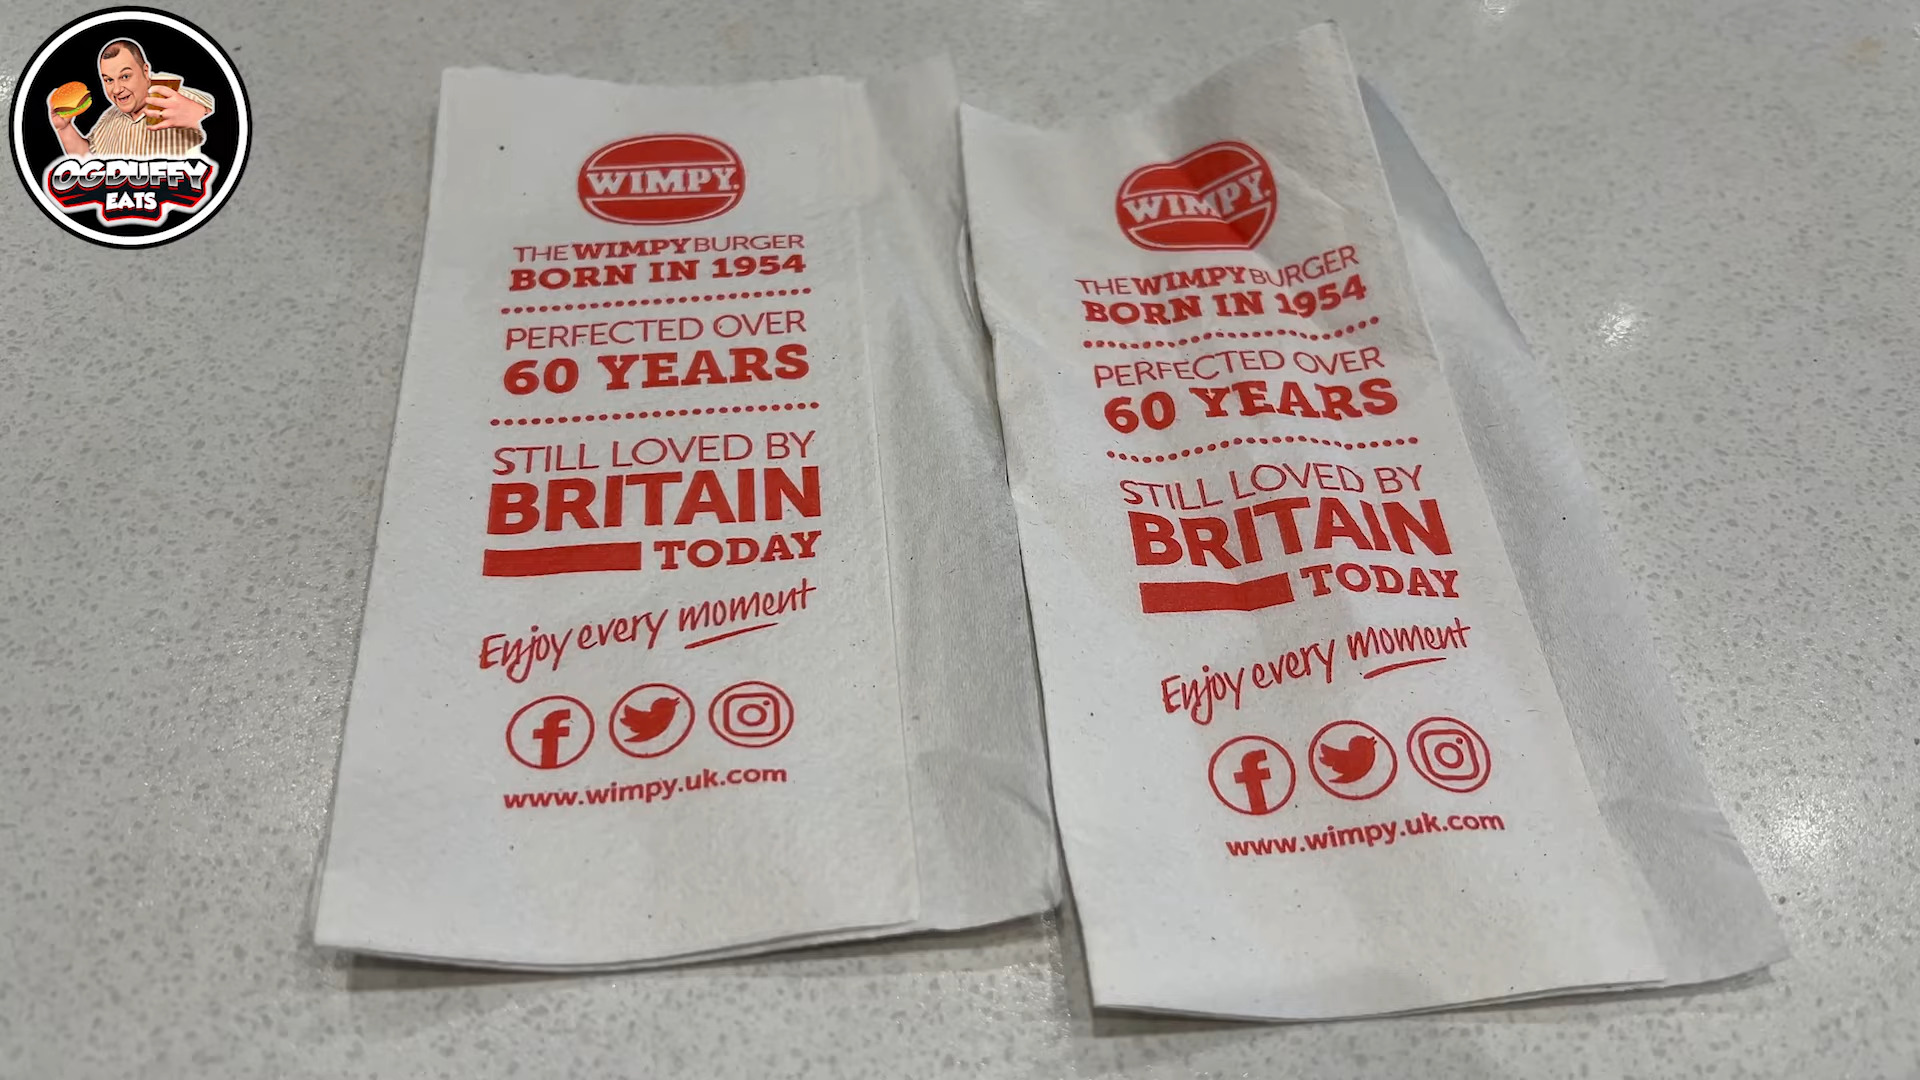 OGDUFFY
EATS
WIMPY.
THE WIMPY BURGER
BORN IN 1954
PERFECTED OVER
60 YEARS
STILL LOVED BY
BRITAIN
TODAY
Enjoy every moment
www.wimpy.uk.com
WIMPY.
THE WIMPY BURGER
BORN IN 1954
PERFECTED OVER
60 YEARS
STILL LOVED BY
BRITAIN
TODAY
Enjoy every moment
www.wimpy.uk.com